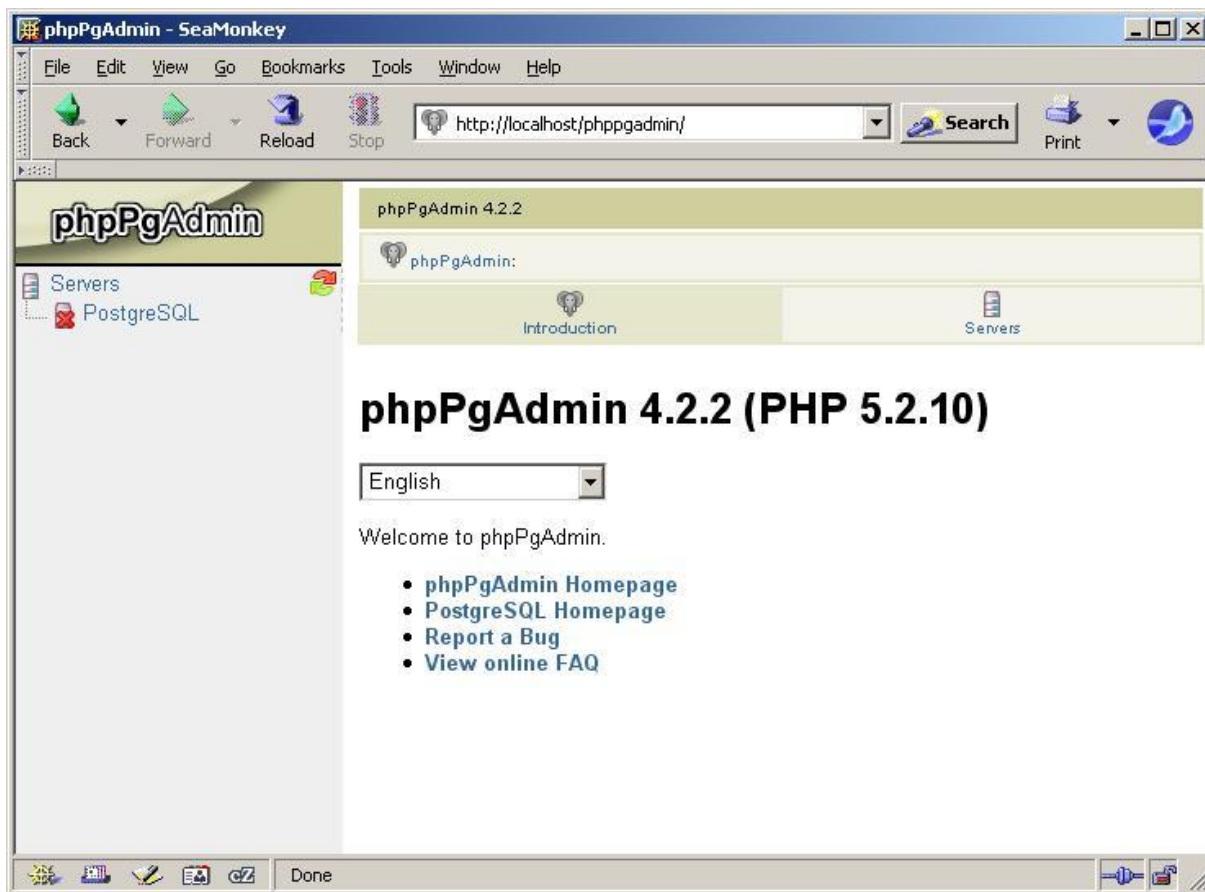 phpPgAdmin - SeaMonkey
File Edit View Go Bookmarks Tools Window Help
Back Forward Reload Stop http://localhost/phppgadmin/ Search Print
phpPgAdmin
Servers
PostgreSQL
phpPgAdmin 4.2.2
phpPgAdmin:
Introduction Servers
phpPgAdmin 4.2.2 (PHP 5.2.10)
English
Welcome to phpPgAdmin.
phpPgAdmin Homepage
PostgreSQL Homepage
Report a Bug
View online FAQ
Done